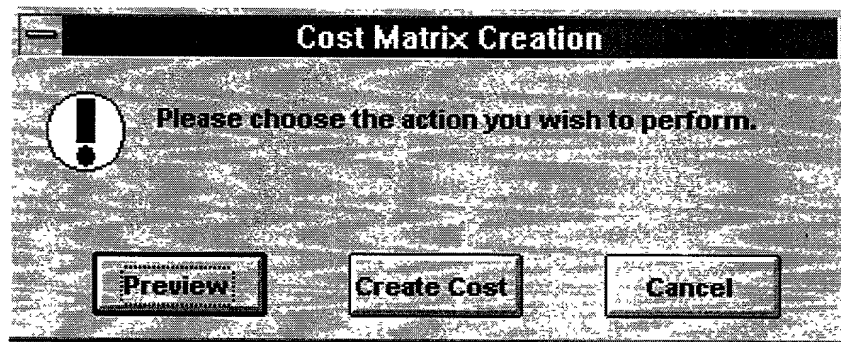 Cost Matrix Creation
Please choose the action you wish to perform.
Preview
Create Cost
Cancel